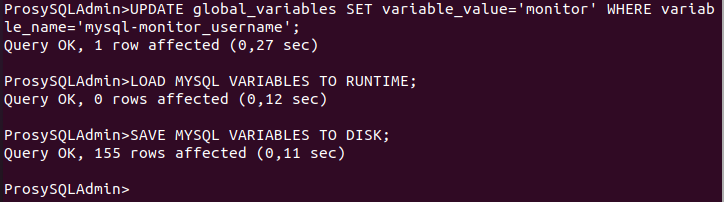 ProsySQLAdmin>UPDATE global_variables SET variable_value='monitor' WHERE variab
le_name='mysql-monitor_username';
Query OK, 1 row affected (0,27 sec)
ProsySQLAdmin>LOAD MYSQL VARIABLES TO RUNTIME;
Query OK, 0 rows affected (0,12 sec)
ProsySQLAdmin>SAVE MYSQL VARIABLES TO DISK;
Query OK, 155 rows affected (0,11 sec)
ProsySQLAdmin>